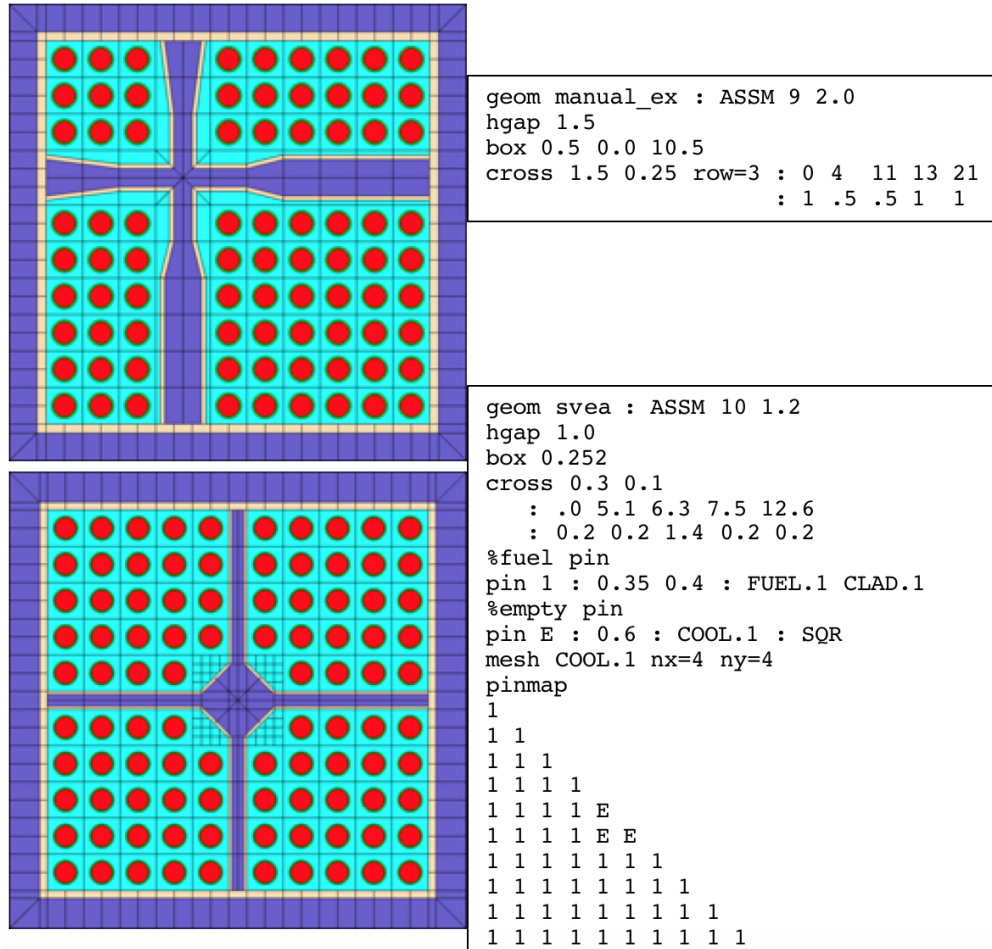 geom manual_ex : ASSM 9 2.0
hgap 1.5
box 0.5 0.0 10.5
cross 1.5 0.25 row=3 : 0 4  11 13 21
                     : 1 .5 .5 1  1
geom svea : ASSM 10 1.2
hgap 1.0
box 0.252
cross 0.3 0.1
   : .0 5.1 6.3 7.5 12.6
   : 0.2 0.2 1.4 0.2 0.2
%fuel pin
pin 1 : 0.35 0.4 : FUEL.1 CLAD.1
%empty pin
pin E : 0.6 : COOL.1 : SQR
mesh COOL.1 nx=4 ny=4
pinmap
1
1 1
1 1 1
1 1 1 1
1 1 1 1 E
1 1 1 1 E E
1 1 1 1 1 1 1
1 1 1 1 1 1 1 1
1 1 1 1 1 1 1 1 1
1 1 1 1 1 1 1 1 1 1